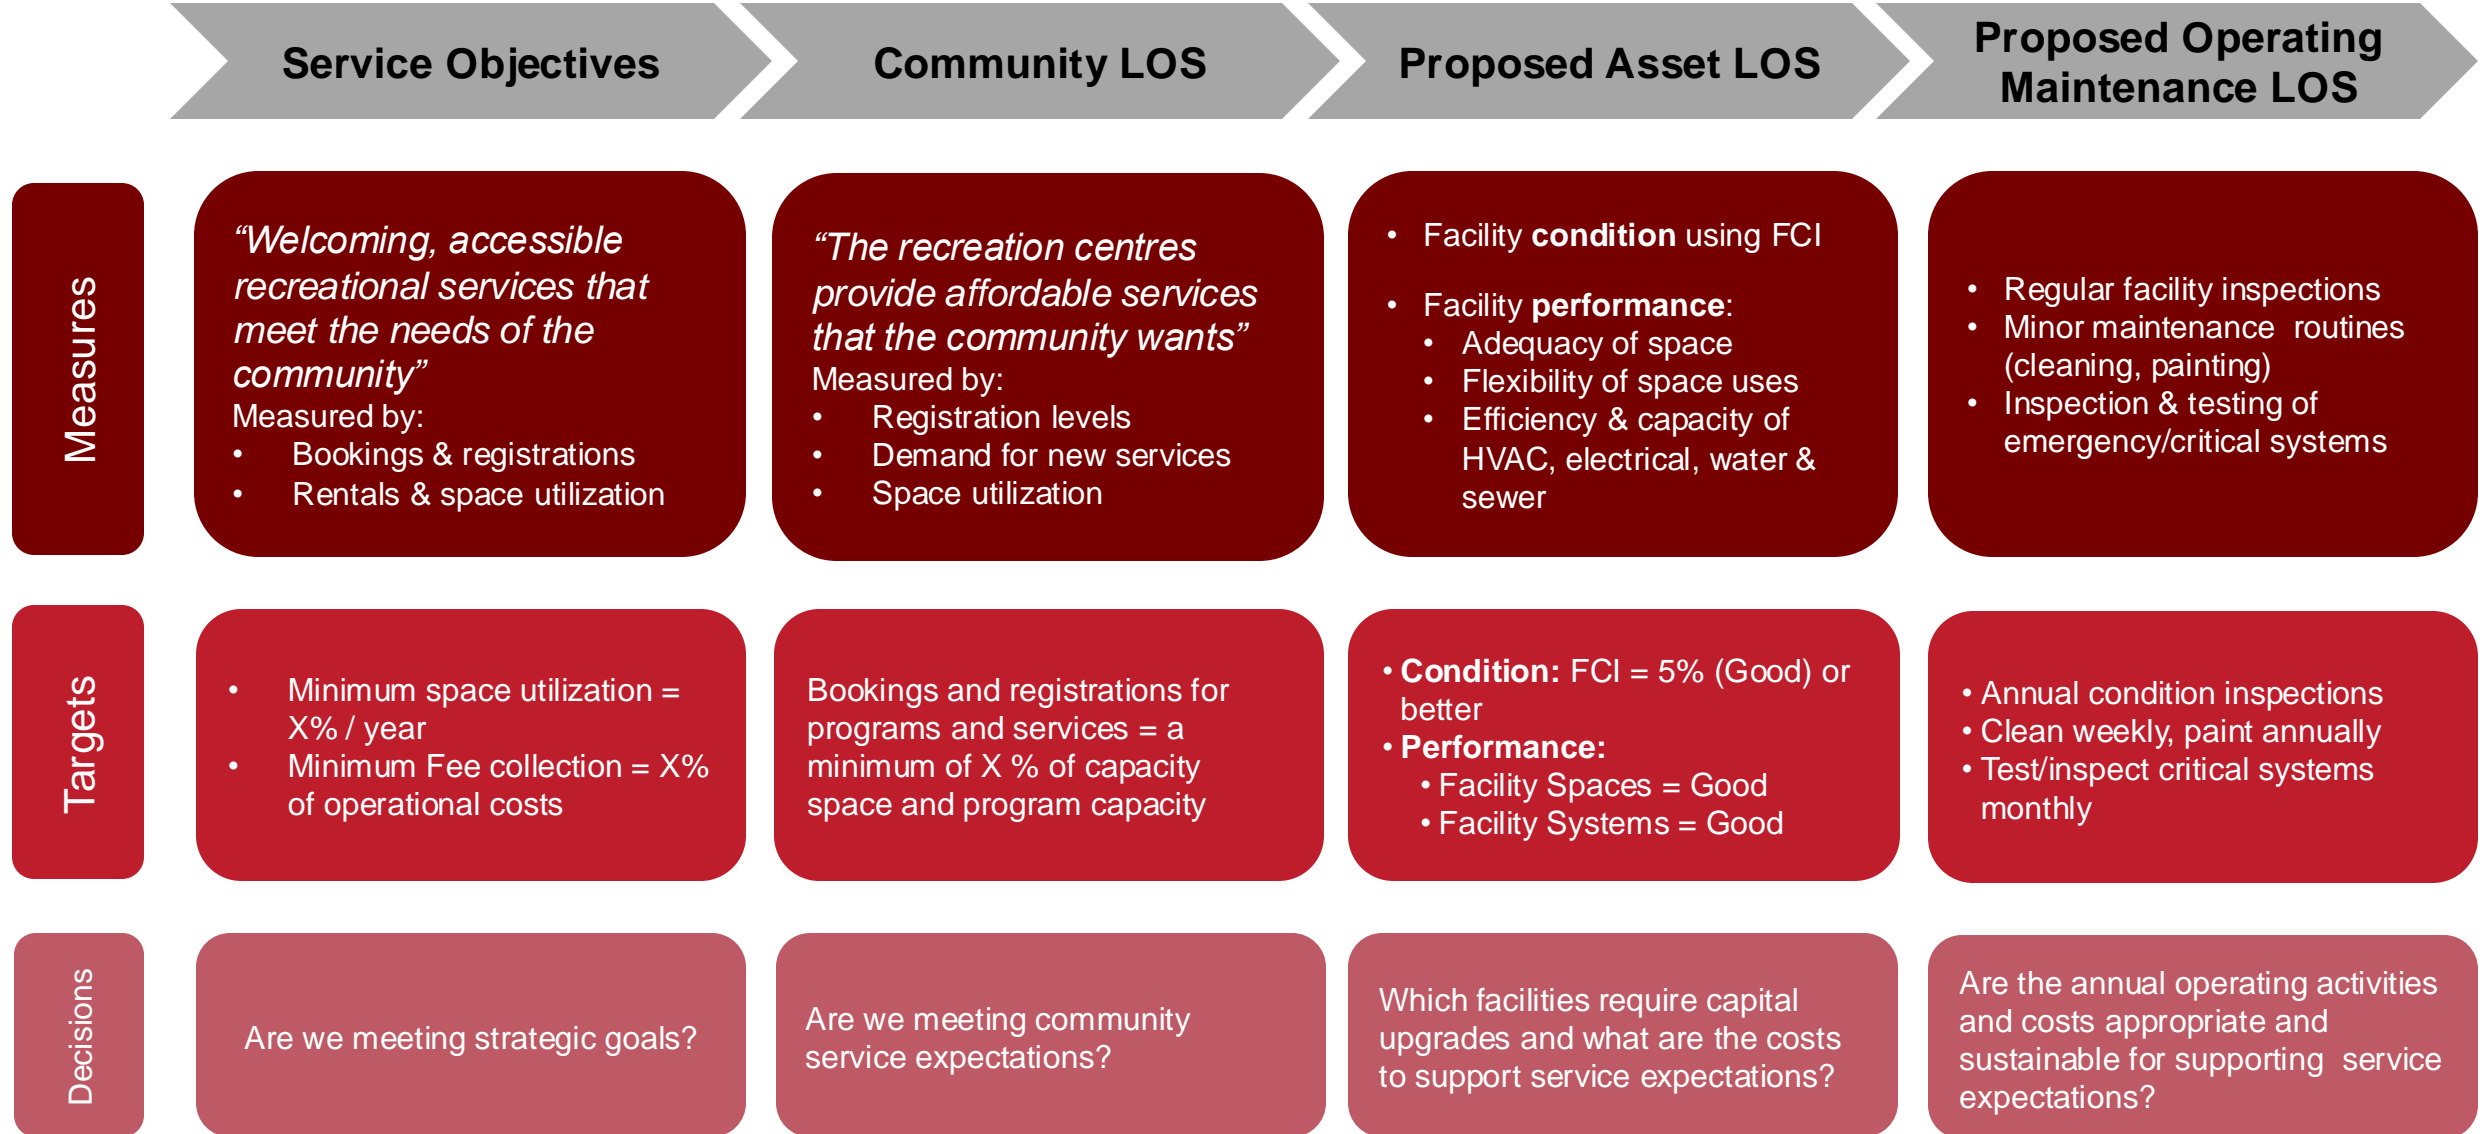 Service Objectives
Community LOS
Proposed Asset LOS
Proposed Operating
Maintenance LOS
Measures
“Welcoming, accessible
recreational services that
meet the needs of the
community”
Measured by:
• Bookings & registrations
• Rentals & space utilization
“The recreation centres
provide affordable services
that the community wants”
Measured by:
• Registration levels
• Demand for new services
• Space utilization
• Facility condition using FCI
• Facility performance:
• Adequacy of space
• Flexibility of space uses
• Efficiency & capacity of
HVAC, electrical, water &
sewer
• Regular facility inspections
• Minor maintenance routines
(cleaning, painting)
• Inspection & testing of
emergency/critical systems
Targets
• Minimum space utilization =
X% / year
• Minimum Fee collection = X%
of operational costs
Bookings and registrations for
programs and services = a
minimum of X % of capacity
space and program capacity
• Condition: FCI = 5% (Good) or
better
• Performance:
• Facility Spaces = Good
• Facility Systems = Good
• Annual condition inspections
• Clean weekly, paint annually
• Test/inspect critical systems
monthly
Decisions
Are we meeting strategic goals?
Are we meeting community
service expectations?
Which facilities require capital
upgrades and what are the costs
to support service expectations?
Are the annual operating activities
and costs appropriate and
sustainable for supporting service
expectations?